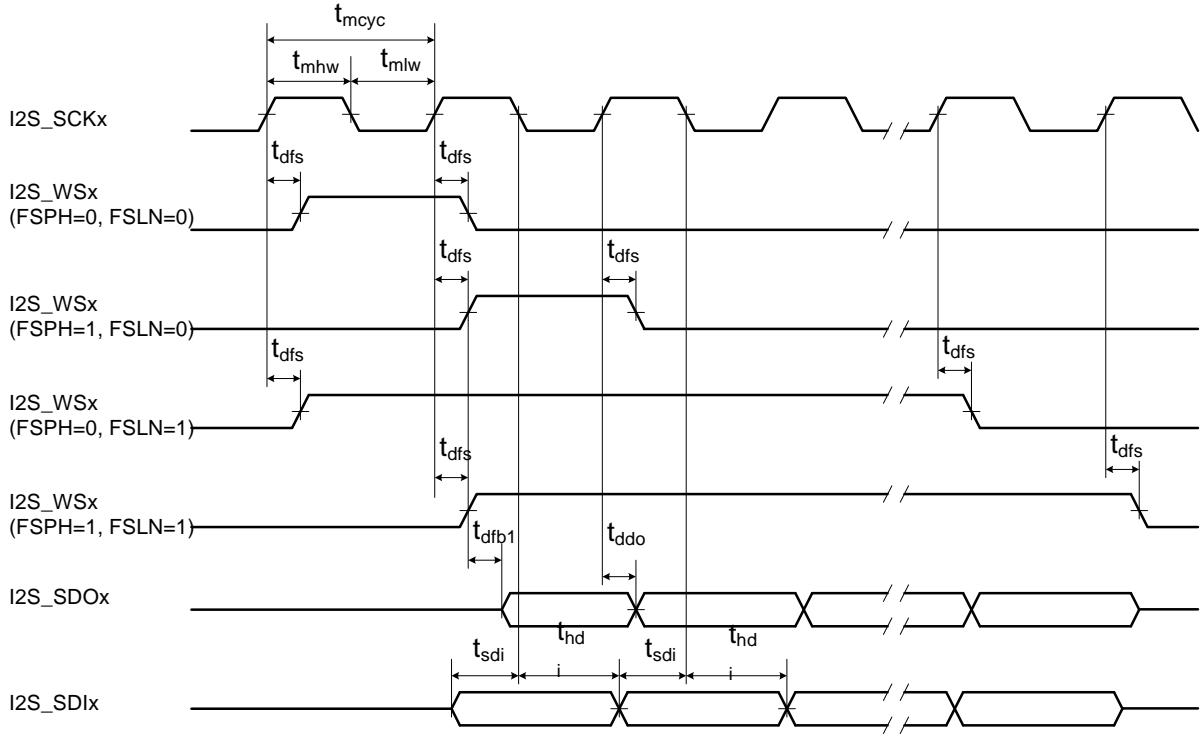 tmcyc
tmhw
tmlw
I2S_SCKx
tdfs
tdfs
I2S_WSx
(FSPH=0, FSLN=0)
tdfs
tdfs
I2S_WSx
(FSPH=1, FSLN=0)
tdfs
tdfs
I2S_WSx
(FSPH=0, FSLN=1)
tdfs
tdfs
I2S_WSx
(FSPH=1, FSLN=1)
tdfb1
tddo
I2S_SDOx
tsdi
thd
i
tsdi
thd
i
I2S_SDIx